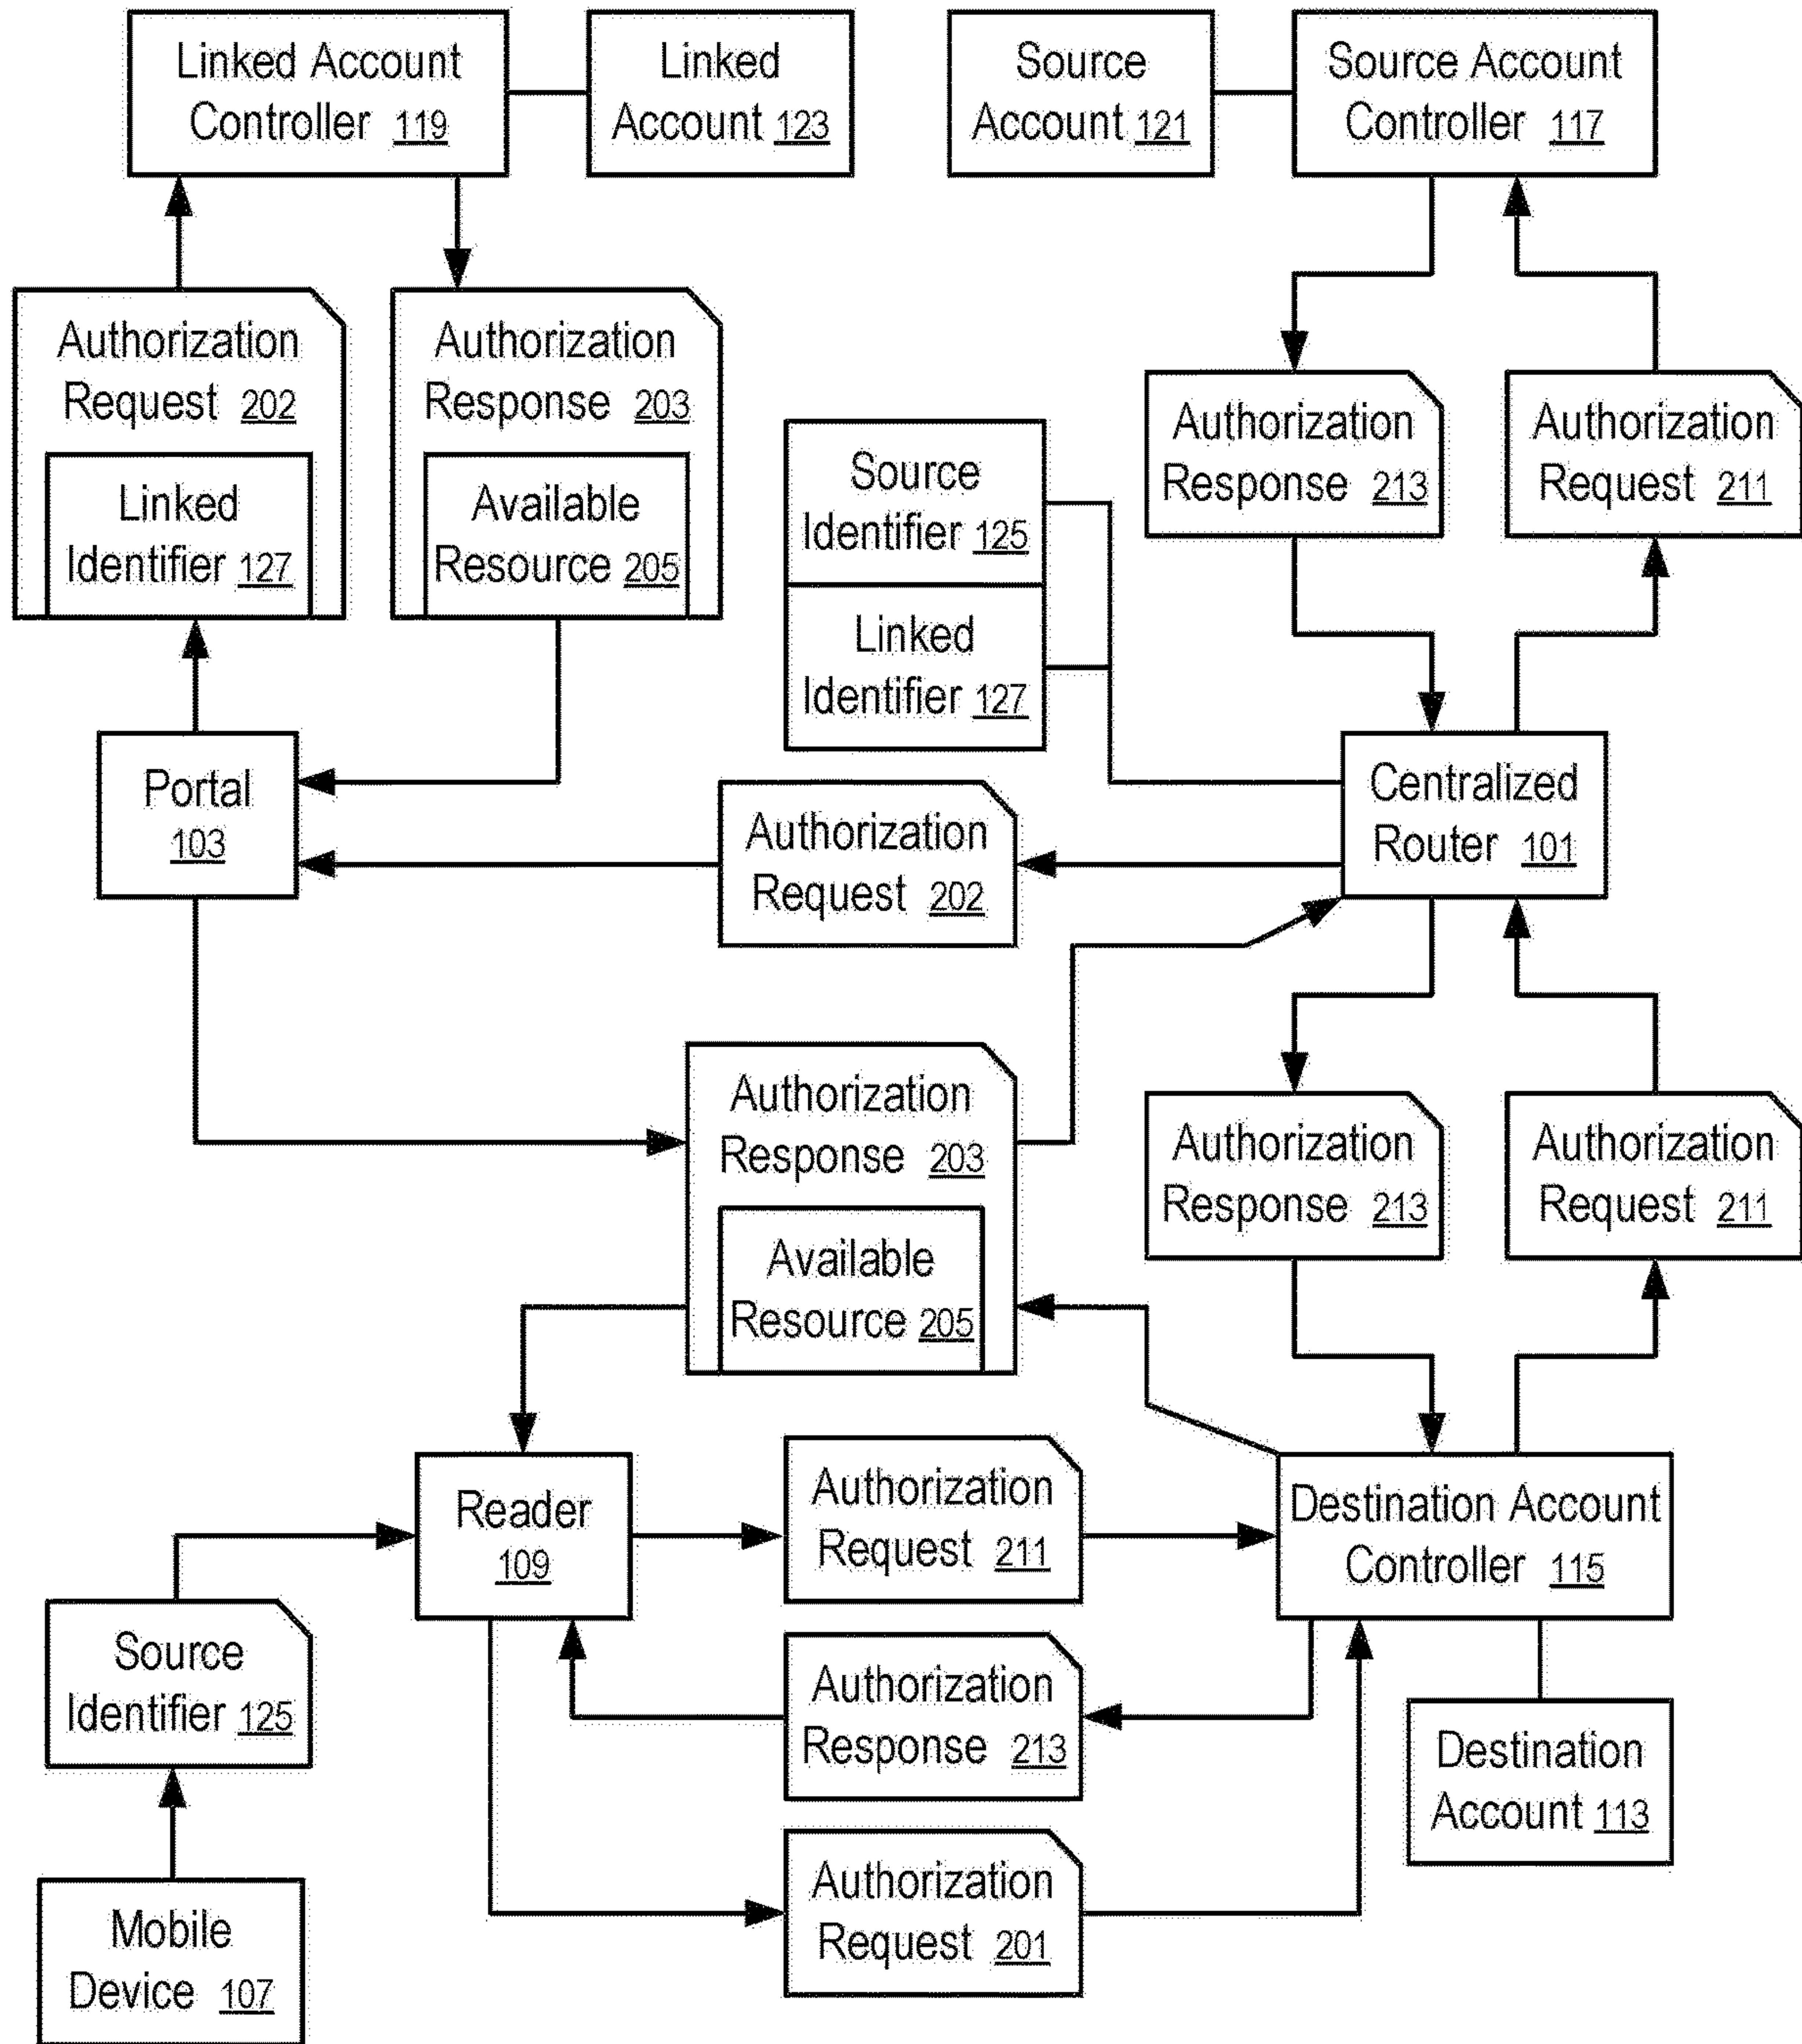 Linked Account
Controller 119
Linked
Account 123
Source
Account 121
Source Account
Controller 117
Authorization
Request 202
Linked
Identifier 127
Authorization
Response 203
Available
Resource 205
Authorization
Response 213
Authorization
Request 211
Source
Identifier 125
Linked
Identifier 127
Portal
103
Authorization
Request 202
Centralized
Router 101
Authorization
Response 203
Available
Resource 205
Authorization
Response 213
Authorization
Request 211
Reader
109
Authorization
Request 211
Destination Account
Controller 115
Source
Identifier 125
Authorization
Response 213
Destination
Account 113
Mobile
Device 107
Authorization
Request 201